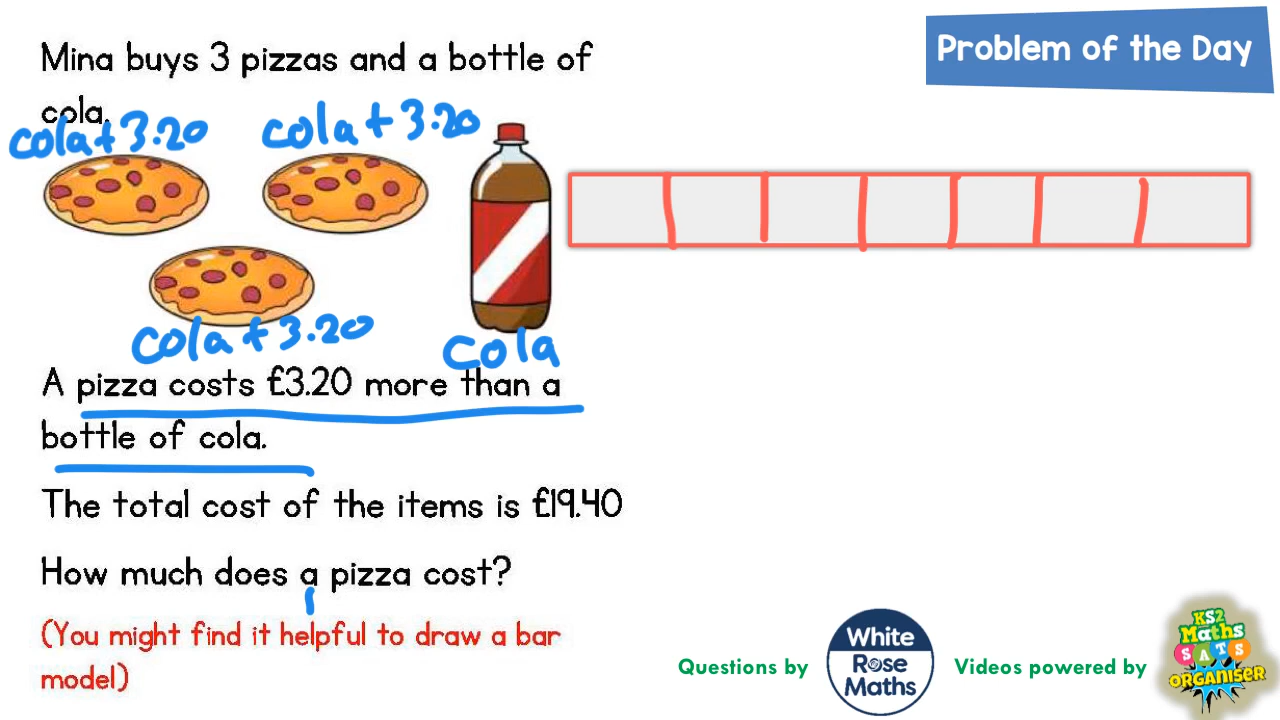 Problem of the Day
Mina buys 3 pizzas and a bottle of
cola.
cola+3.20
cola+3.20
cola+3.20
cola
A pizza costs £3.20 more than a
bottle of cola.
The total cost of the items is £19.40
How much does a pizza cost?
(You might find it helpful to draw a bar
model)
Questions by
White
Rose
Maths
Videos powered by
KS2
Maths
SATS
ORGANISER